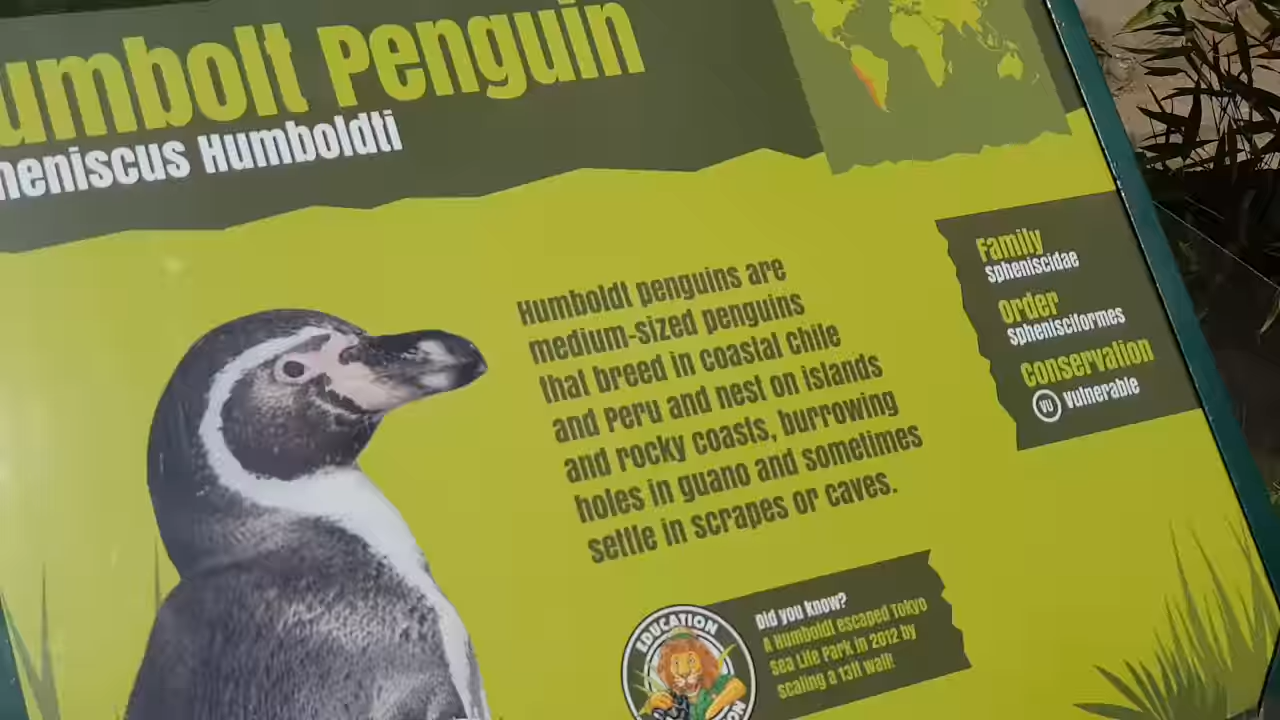 umbolt Penguin
heniscus Humboldti
Humboldt penguins are
medium-sized penguins
that breed in coastal chile
and Peru and nest on islands
and rocky coasts, burrowing
holes in guano and sometimes
settle in scrapes or caves.
Family
spheniscidae
Order
sphenisciformes
conservation
VU vulnerable
EDUCATION
Did you know?
A Humboldt escaped Tokyo
sea Life Park in 2012 by
scaling a 13ft wall!